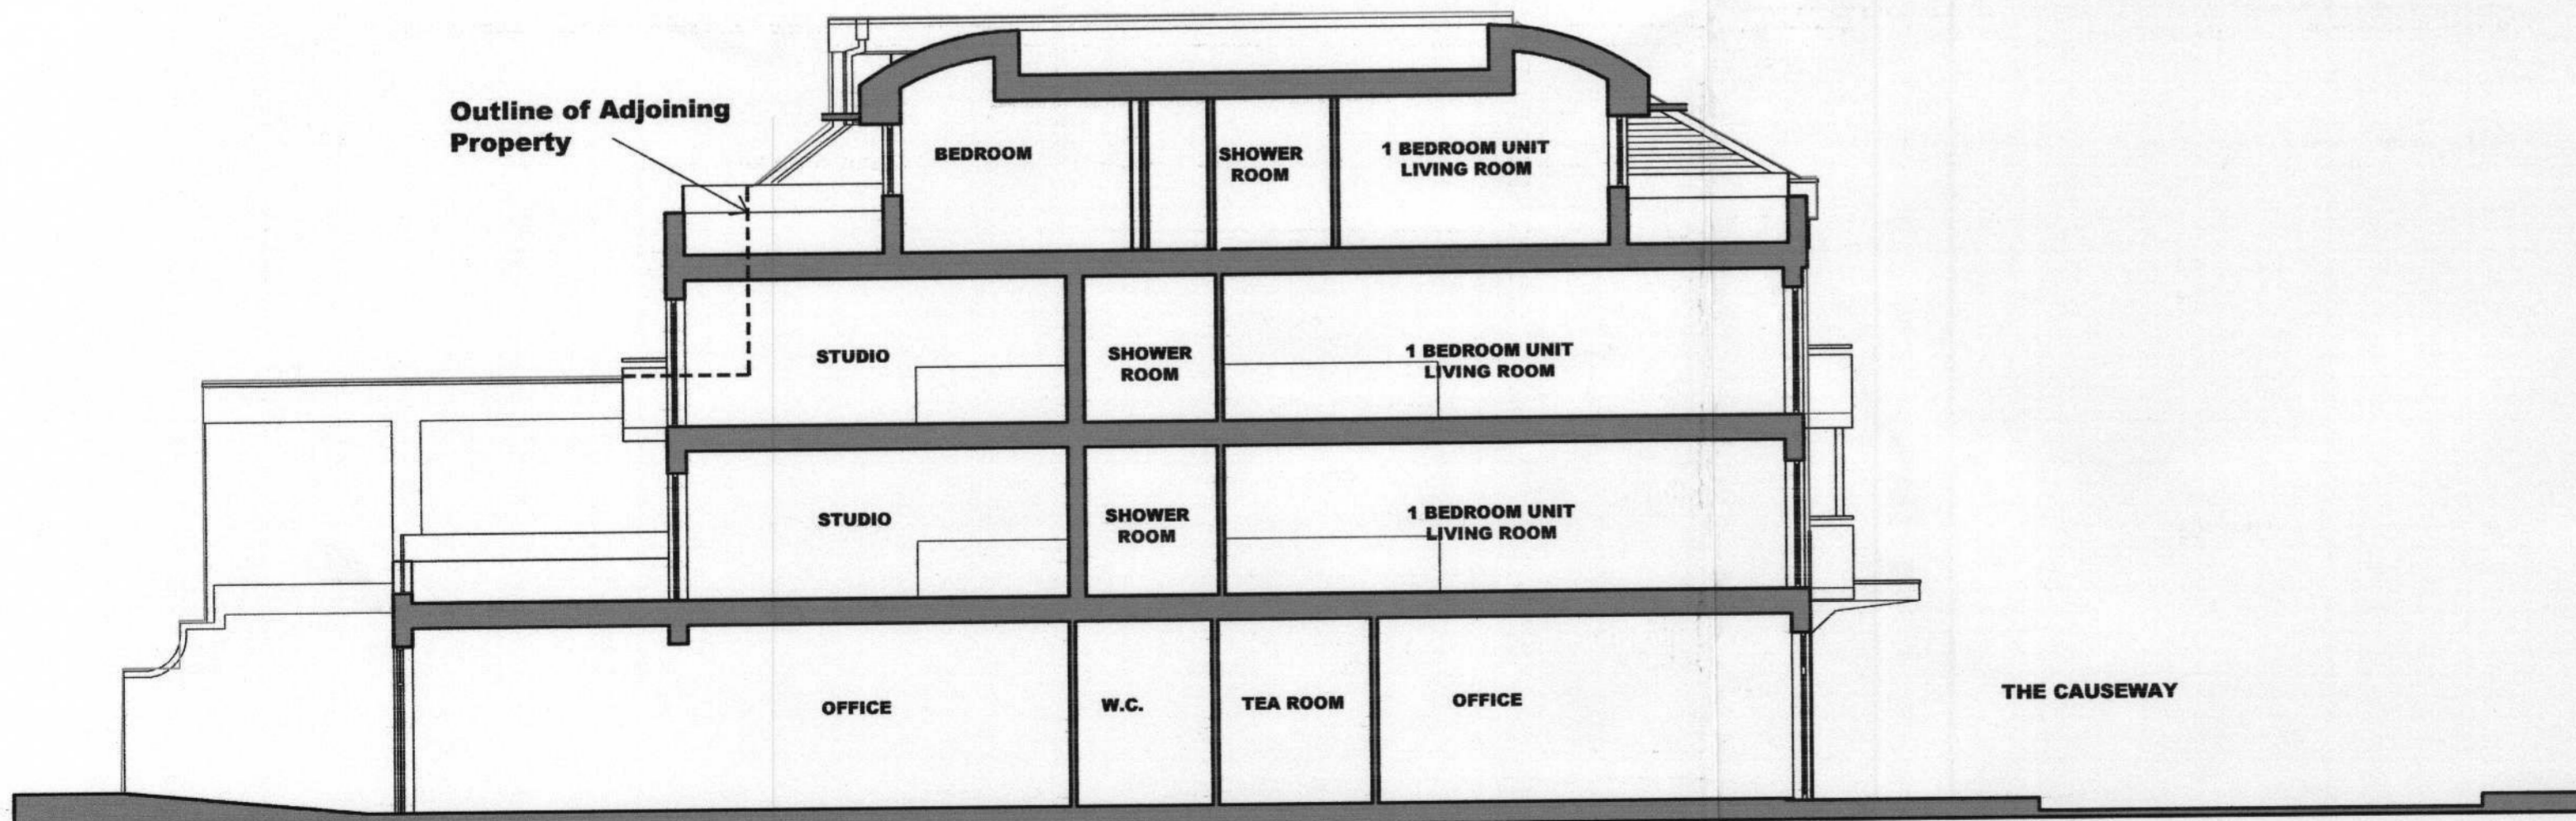 Outline of Adjoining
Property
BEDROOM
SHOWER
ROOM
1 BEDROOM UNIT
LIVING ROOM
STUDIO
SHOWER
ROOM
1 BEDROOM UNIT
LIVING ROOM
STUDIO
SHOWER
ROOM
1 BEDROOM UNIT
LIVING ROOM
OFFICE
W.C.
TEA ROOM
OFFICE
THE CAUSEWAY